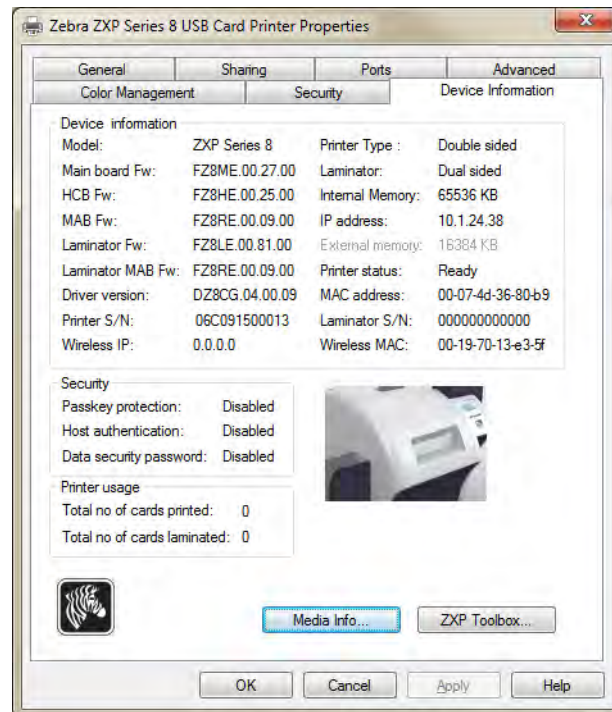 Zebra ZXP Series 8 USB Card Printer Properties
General Sharing Ports Advanced
Color Management Security Device Information
Device information
Model: ZXP Series 8 Printer Type : Double sided
Main board Fw: FZ8ME.00.27.00 Laminator: Dual sided
HCB Fw: FZ8HE.00.25.00 Internal Memory: 65536 KB
MAB Fw: FZ8RE.00.09.00 IP address: 10.1.24.38
Laminator Fw: FZ8LE.00.81.00 External memory: 16384 KB
Laminator MAB Fw: FZ8RE.00.09.00 Printer status: Ready
Driver version: DZ8CG.04.00.09 MAC address: 00-07-4d-36-80-b9
Printer S/N: 06C091500013 Laminator S/N: 000000000000
Wireless IP: 0.0.0.0 Wireless MAC: 00-19-70-13-e3-5f
Security
Passkey protection: Disabled
Host authentication: Disabled
Data security password: Disabled
Printer usage
Total no of cards printed: 0
Total no of cards laminated: 0
Media Info... ZXP Toolbox...
OK Cancel Apply Help